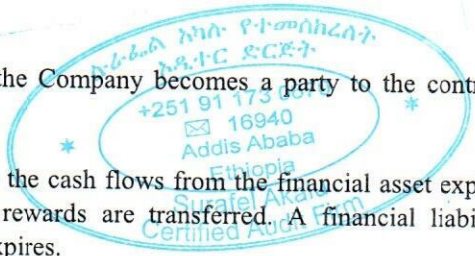 the Company becomes a party to the contr
the cash flows from the financial asset exp
rewards are transferred. A financial liabil
xpires.
ሱራፌል አካሉ የተመሰከረለት
ኦዲተር ድርጅት
+251 91 173
16940
Addis Ababa
Ethiopia
Surafel Akalu
Certified Audit Firm